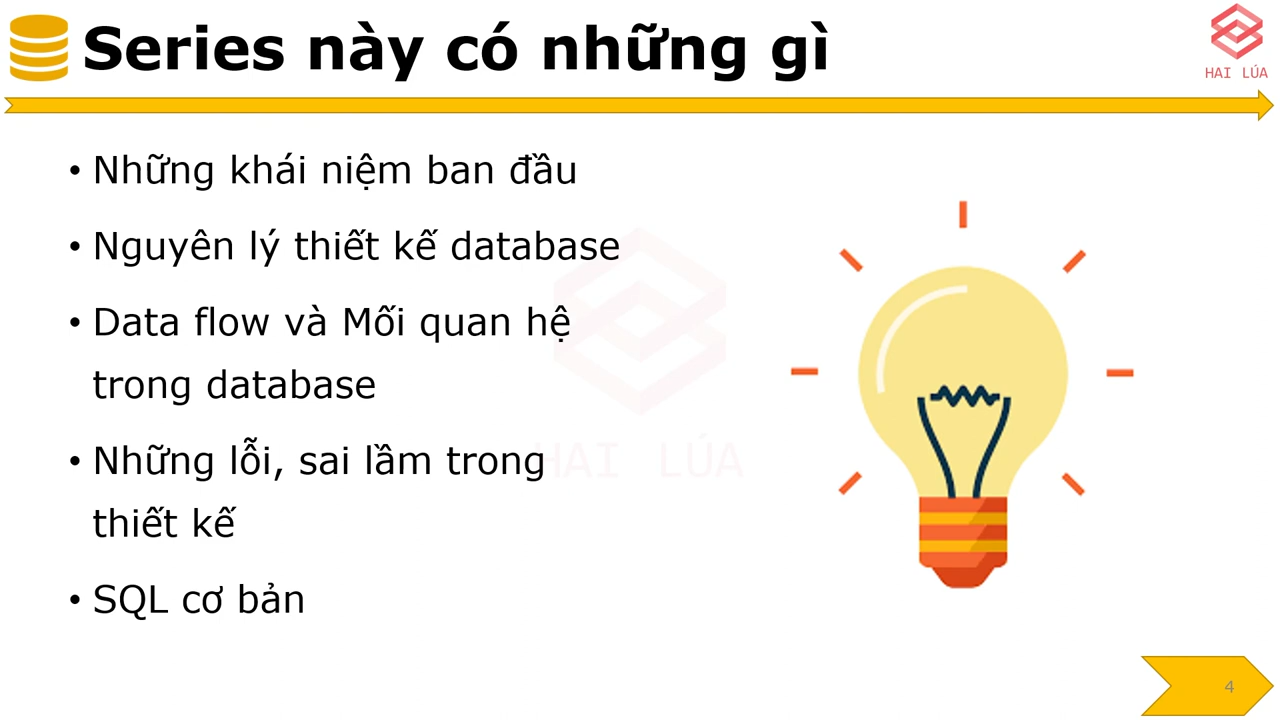 Series này có những gì
HAI LÚA
• Những khái niệm ban đầu
• Nguyên lý thiết kế database
• Data flow và Mối quan hệ
trong database
• Những lỗi, sai lầm trong
thiết kế
HAI LÚA
• SQL cơ bản
4